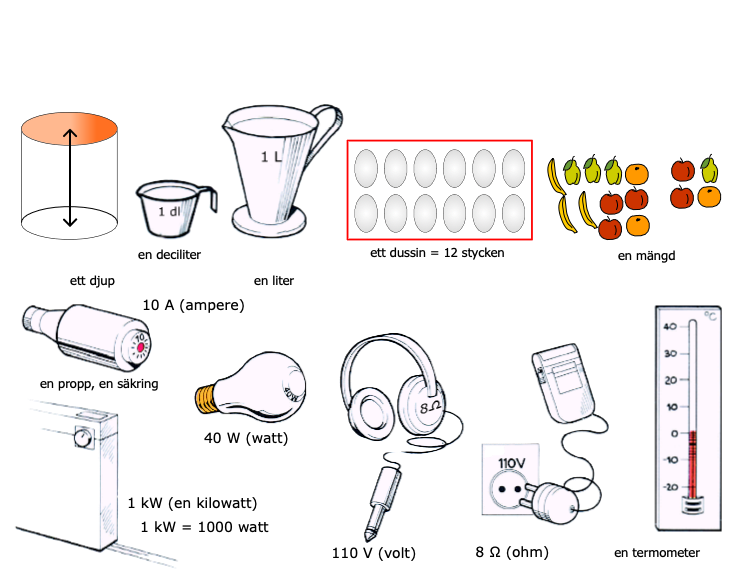 1 L
1 dl
en deciliter
ett dussin = 12 stycken
en mängd
ett djup
en liter
10 A (ampere)
10
en propp, en säkring
40W
40 W (watt)
8Ω
110V
°C
40
30
20
10
0
-10
-20
1 kW (en kilowatt)
1 kW = 1000 watt
110 V (volt)
8 Ω (ohm)
en termometer